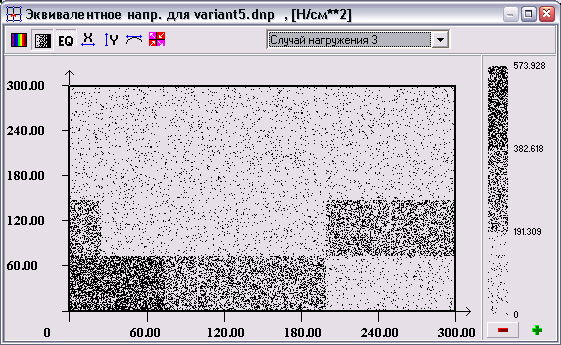 Эквивалентное напр. для variant5.dnp , [Н/см**2]
EQ X Y
Случай нагружения 3
573.928
300.00
240.00
382.618
180.00
120.00
191.309
60.00
0
0 60.00 120.00 180.00 240.00 300.00